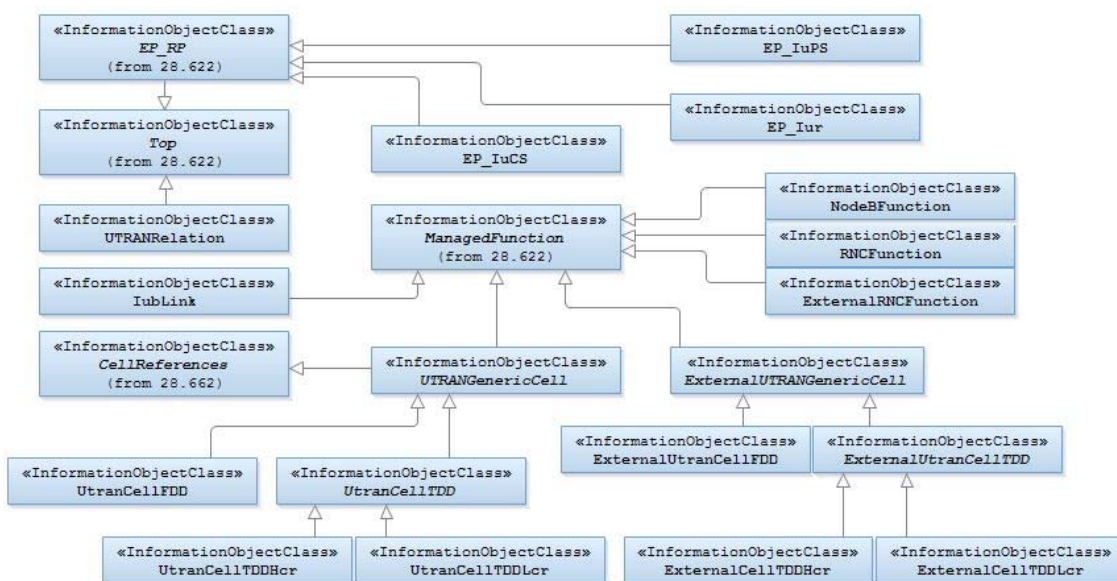 «InformationObjectClass»
EP_RP
(from 28.622)
«InformationObjectClass»
EP_IuPS
«InformationObjectClass»
Top
(from 28.622)
«InformationObjectClass»
EP_IuCS
«InformationObjectClass»
EP_Iur
«InformationObjectClass»
UTRANRelation
«InformationObjectClass»
ManagedFunction
(from 28.622)
«InformationObjectClass»
NodeBFunction
«InformationObjectClass»
RNCFunction
«InformationObjectClass»
ExternalRNCFunction
«InformationObjectClass»
IubLink
«InformationObjectClass»
CellReferences
(from 28.662)
«InformationObjectClass»
UTRANGenericCell
«InformationObjectClass»
ExternalUTRANGenericCell
«InformationObjectClass»
UtranCellFDD
«InformationObjectClass»
UtranCellTDD
«InformationObjectClass»
ExternalUtranCellFDD
«InformationObjectClass»
ExternalUtranCellTDD
«InformationObjectClass»
UtranCellTDDHcr
«InformationObjectClass»
UtranCellTDDLcr
«InformationObjectClass»
ExternalCellTDDHcr
«InformationObjectClass»
ExternalCellTDDLcr